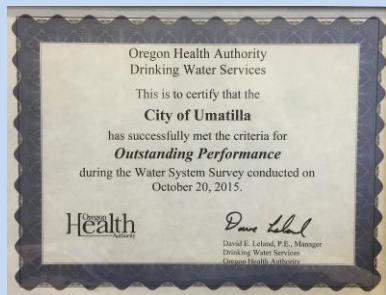 Oregon Health Authority
Drinking Water Services
This is to certify that the
City of Umatilla
has successfully met the criteria for
Outstanding Performance
during the Water System Survey conducted on
October 20, 2015.
Oregon
Health
Authority
Dave Leland
David E. Leland, P.E., Manager
Drinking Water Services
Oregon Health Authority